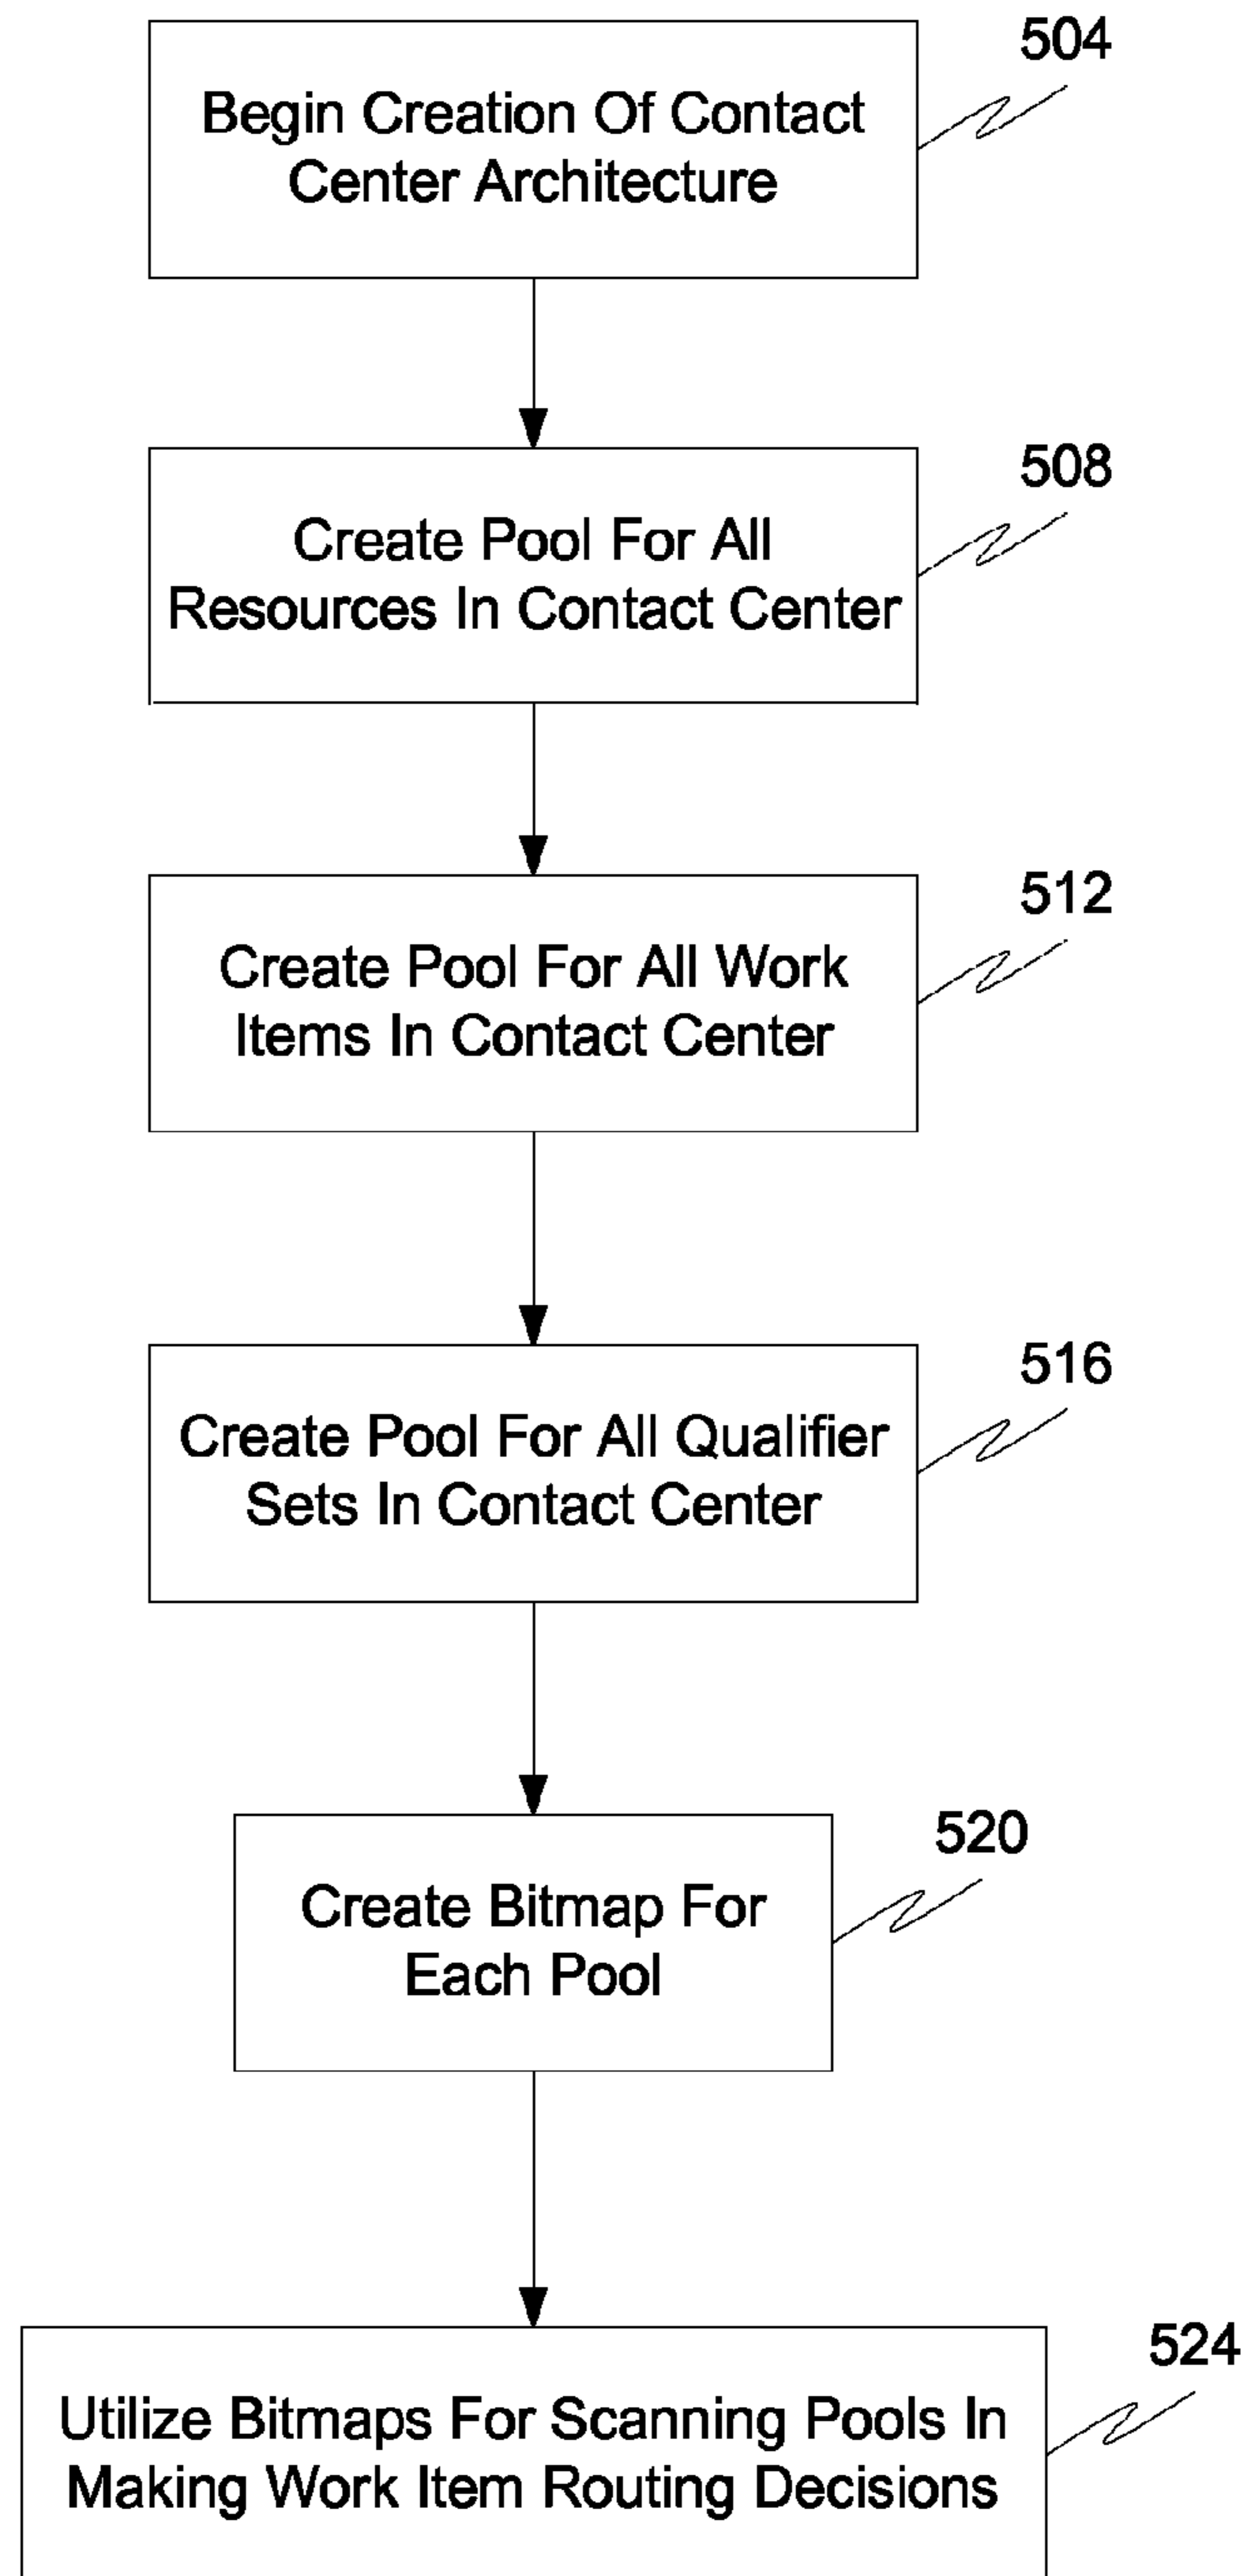 504
Begin Creation Of Contact
Center Architecture
508
Create Pool For All
Resources In Contact Center
512
Create Pool For All Work
Items In Contact Center
516
Create Pool For All Qualifier
Sets In Contact Center
520
Create Bitmap For
Each Pool
524
Utilize Bitmaps For Scanning Pools In
Making Work Item Routing Decisions